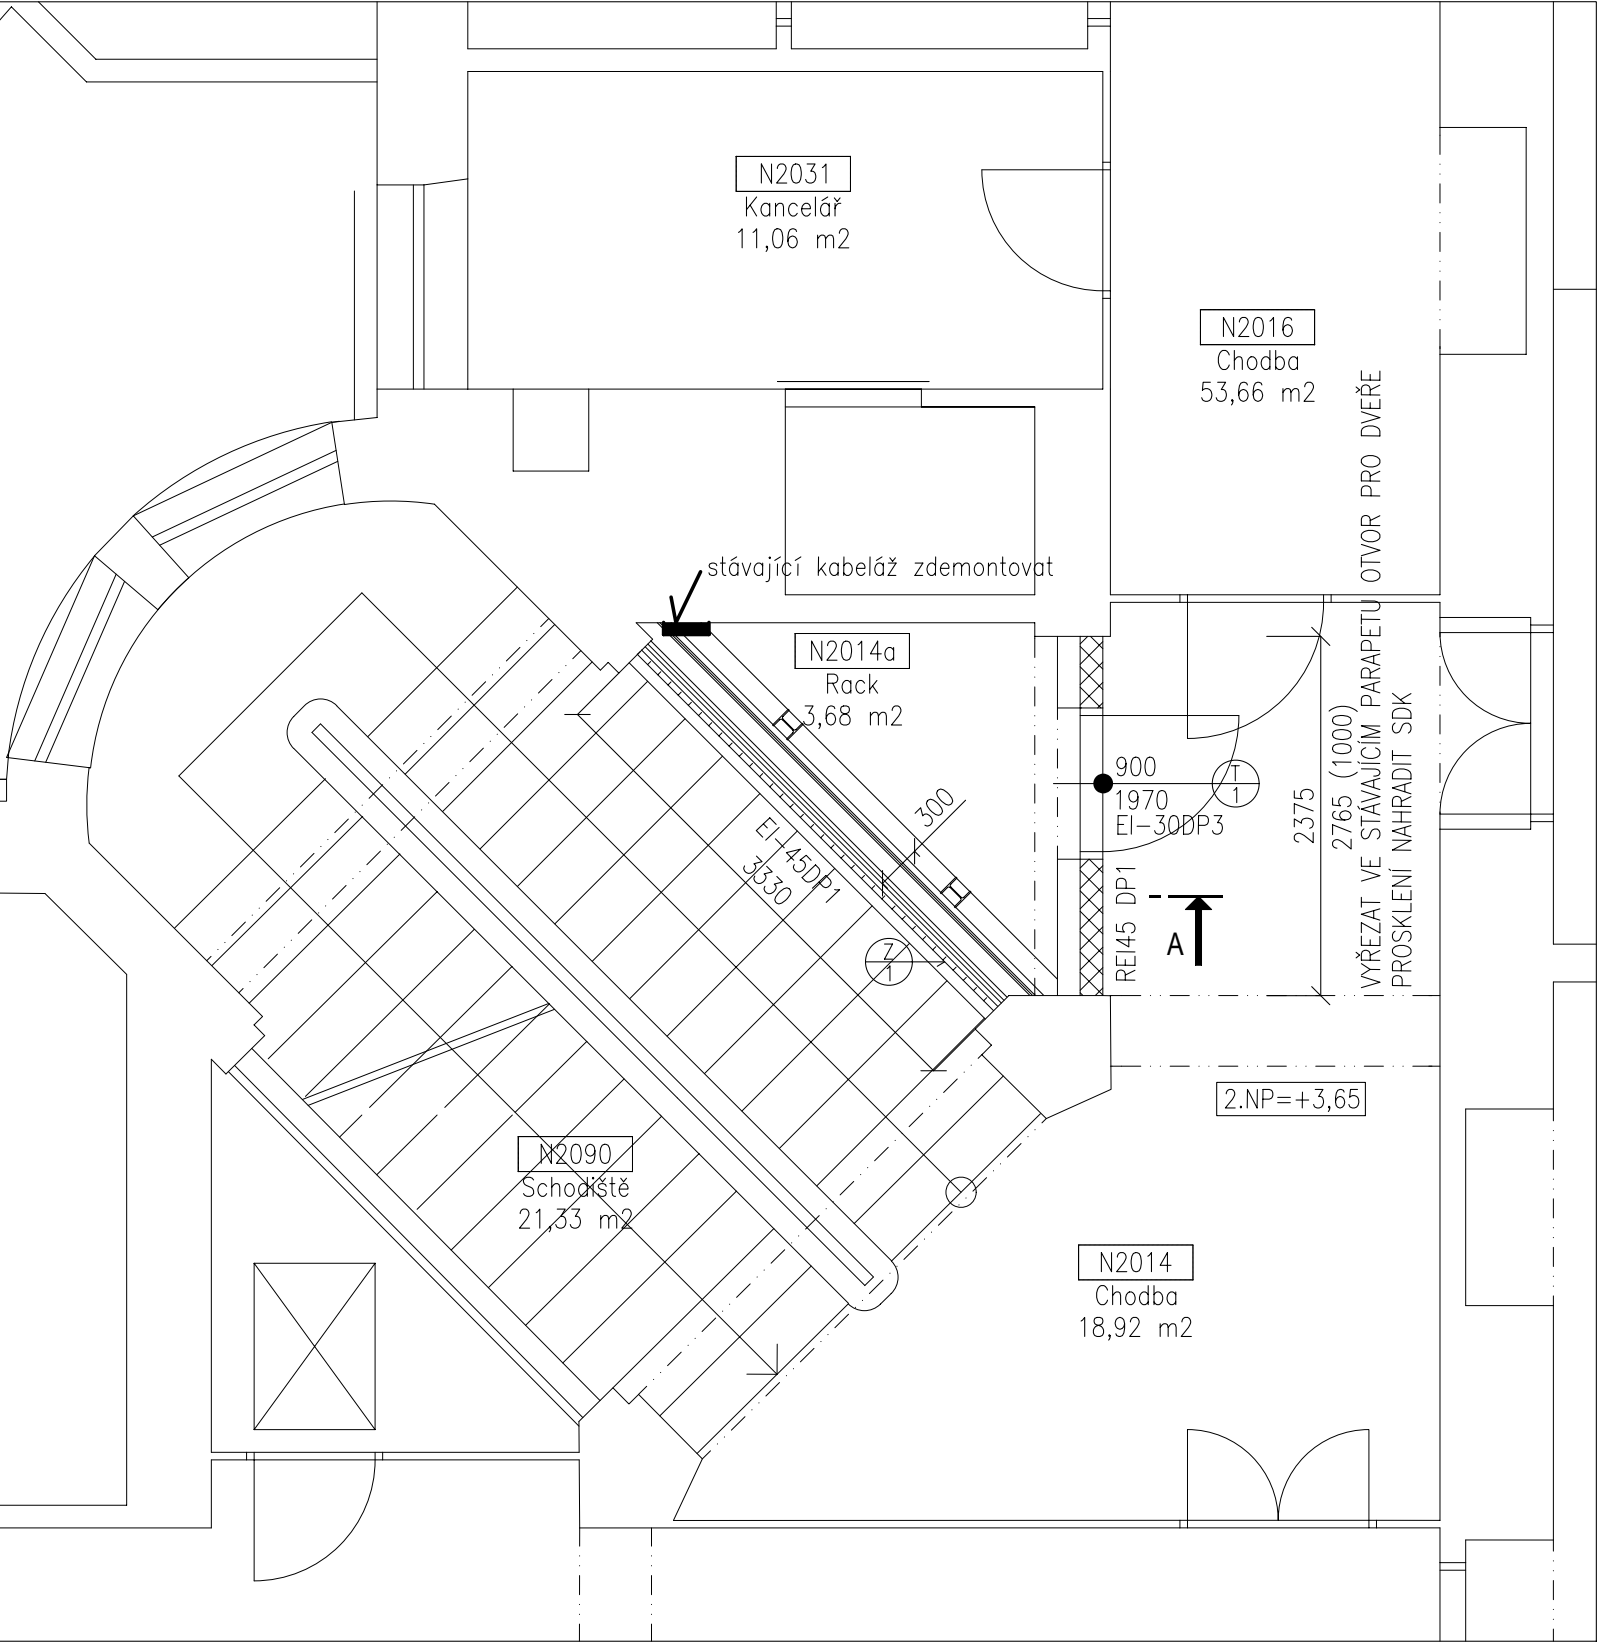 N2031
Kancelář
11,06 m2
N2016
Chodba
53,66 m2
stávající kabeláž zdemontovat
N2014a
Rack
3,68 m2
900
1970
EI-30DP3
T
1
300
EI-45DP1
3330
Z
1
REI45 DP1
A
2375
2765 (1000)
VYŘEZAT VE STÁVAJÍCÍM PARAPETU OTVOR PRO DVEŘE
PROSKLENÍ NAHRADIT SDK
2.NP=+3,65
N2090
Schodiště
21,33 m2
N2014
Chodba
18,92 m2